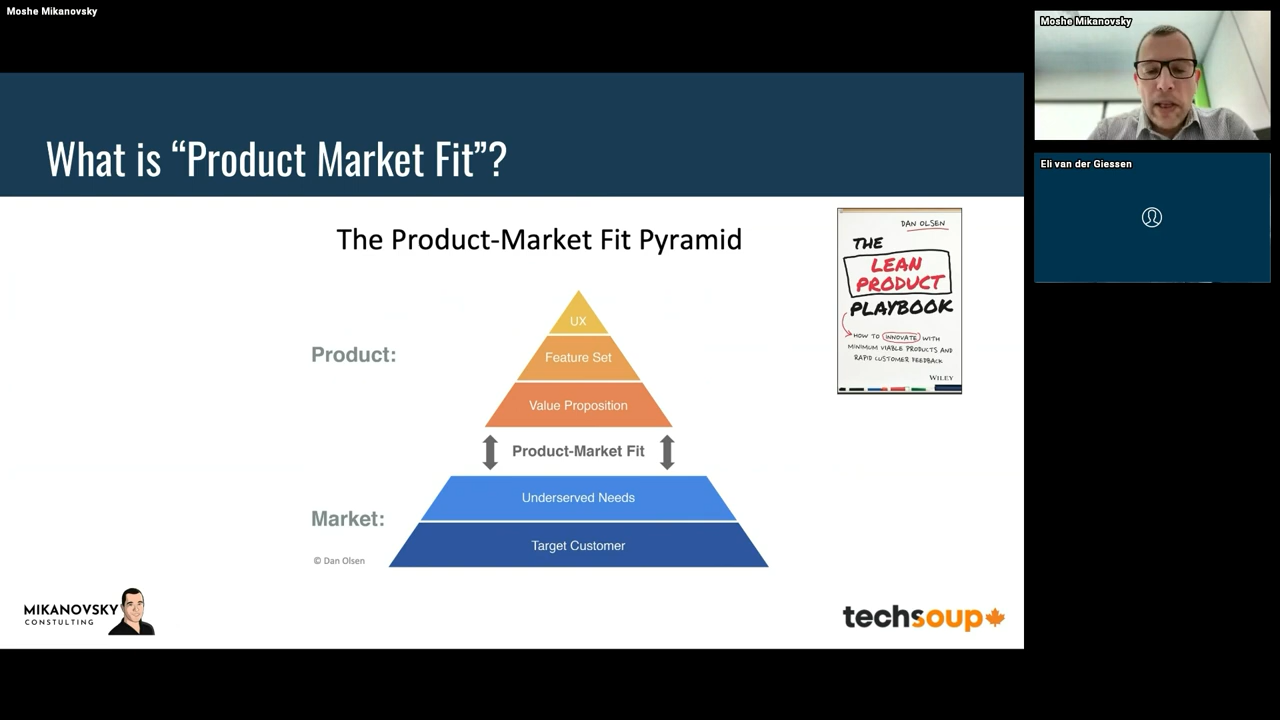 Moshe Mikanovsky
Moshe Mikanovsky
Eli van der Giessen
What is “Product Market Fit”?
The Product-Market Fit Pyramid
Product:
UX
Feature Set
Value Proposition
Product-Market Fit
Market:
Underserved Needs
Target Customer
© Dan Olsen
DAN OLSEN
THE
LEAN
PRODUCT
PLAYBOOK
HOW TO INNOVATE WITH
MINIMUM VIABLE PRODUCTS AND
RAPID CUSTOMER FEEDBACK
WILEY
MIKANOVSKY
CONSTULTING
techsoup